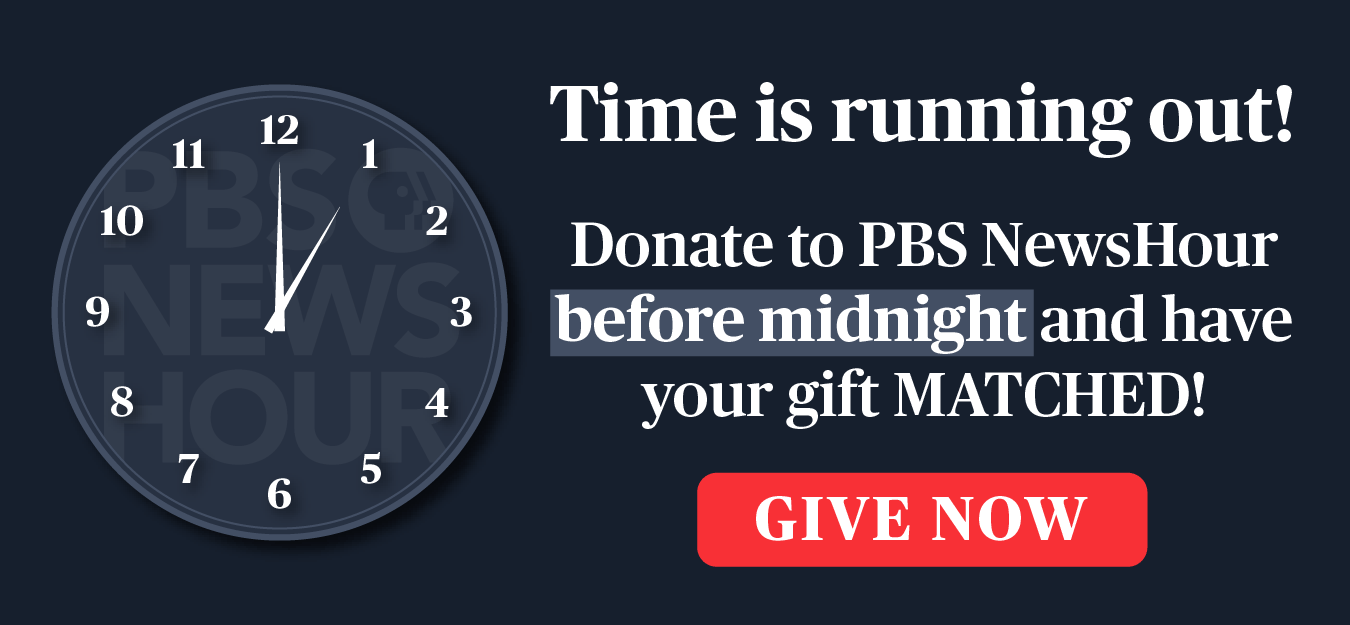 12
11
1
PBS
10
2
NEWS
9
3
HOUR
8
4
7
5
6
Time is running out!
Donate to PBS NewsHour
before midnight and have
your gift MATCHED!
GIVE NOW